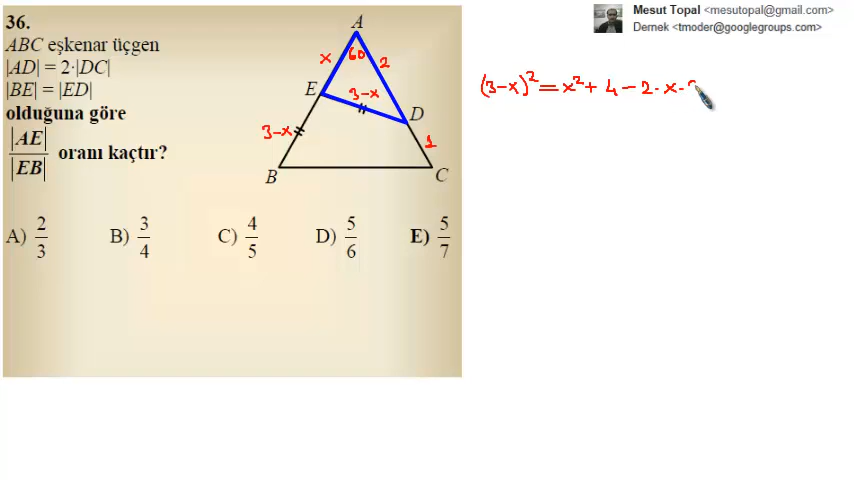 Mesut Topal <mesutopal@gmail.com>
Dernek <tmoder@googlegroups.com>
36.
ABC eşkenar üçgen
|AD| = 2·|DC|
|BE| = |ED|
olduğuna göre
|AE|
|EB|
oranı kaçtır?
A
x
60
2
E
3-x
D
3-x
1
B
C
(3-x)² = x² + 4 - 2·x·
A) 2/3 B) 3/4 C) 4/5 D) 5/6 E) 5/7